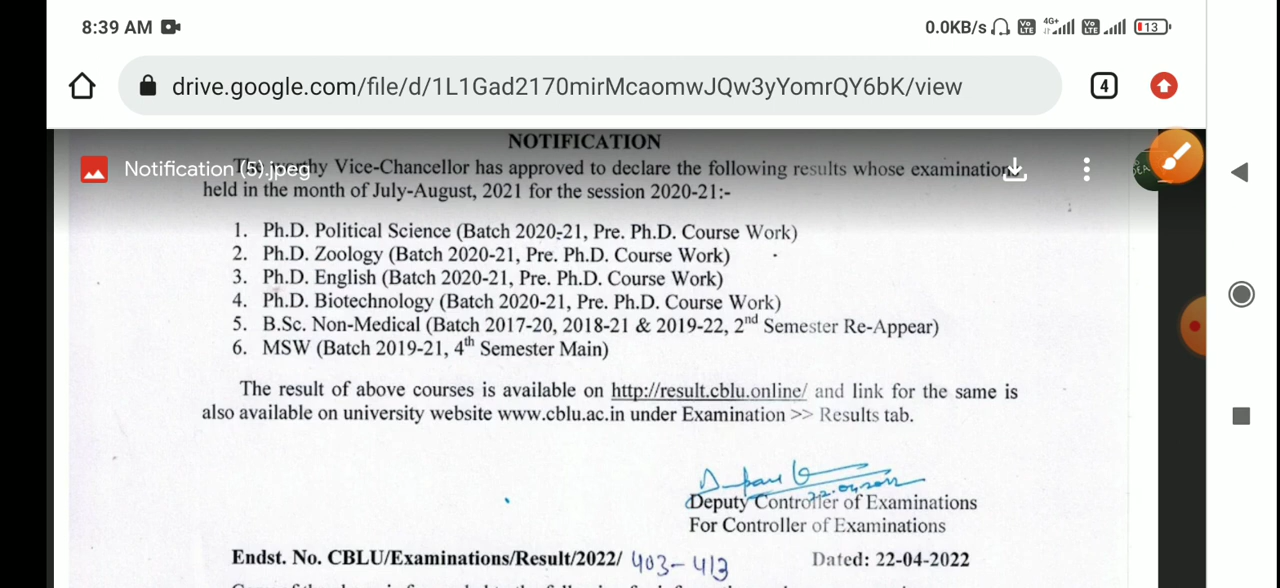 8:39 AM 0.0KB/s Vo LTE 4G+ Vo LTE 13
drive.google.com/file/d/1L1Gad2170mirMcaomwJQw3yYomrQY6bK/view 4
NOTIFICATION
Notification (5).jpeg
Vice-Chancellor has approved to declare the following results whose examination
held in the month of July-August, 2021 for the session 2020-21:-
1. Ph.D. Political Science (Batch 2020-21, Pre. Ph.D. Course Work)
2. Ph.D. Zoology (Batch 2020-21, Pre. Ph.D. Course Work)
3. Ph.D. English (Batch 2020-21, Pre. Ph.D. Course Work)
4. Ph.D. Biotechnology (Batch 2020-21, Pre. Ph.D. Course Work)
5. B.Sc. Non-Medical (Batch 2017-20, 2018-21 & 2019-22, 2nd Semester Re-Appear)
6. MSW (Batch 2019-21, 4th Semester Main)
The result of above courses is available on http://result.cblu.online/ and link for the same is
also available on university website www.cblu.ac.in under Examination >> Results tab.
Deputy Controller of Examinations
For Controller of Examinations
Endst. No. CBLU/Examinations/Result/2022/ 403-413 Dated: 22-04-2022